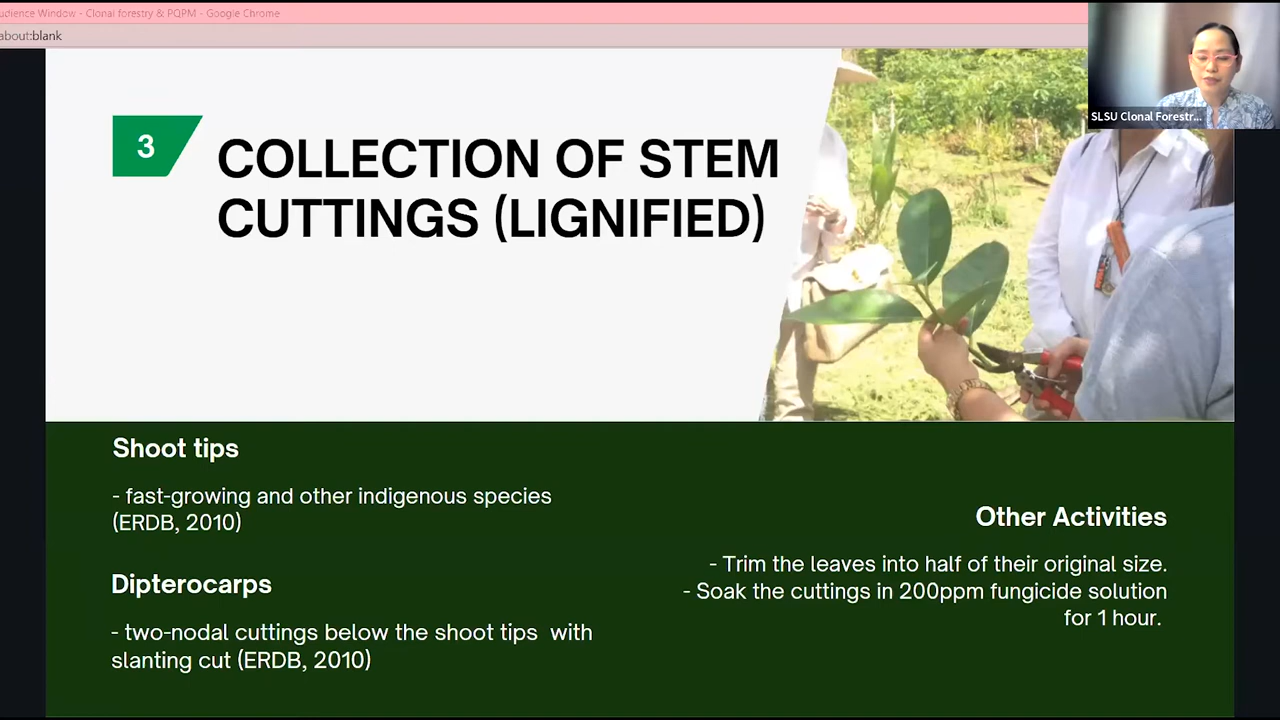 udience Window - Clonal forestry & PQPM - Google Chrome
about:blank
SLSU Clonal Forestr...
3
COLLECTION OF STEM
CUTTINGS (LIGNIFIED)
Shoot tips
- fast-growing and other indigenous species
(ERDB, 2010)
Dipterocarps
- two-nodal cuttings below the shoot tips with
slanting cut (ERDB, 2010)
Other Activities
- Trim the leaves into half of their original size.
- Soak the cuttings in 200ppm fungicide solution
for 1 hour.